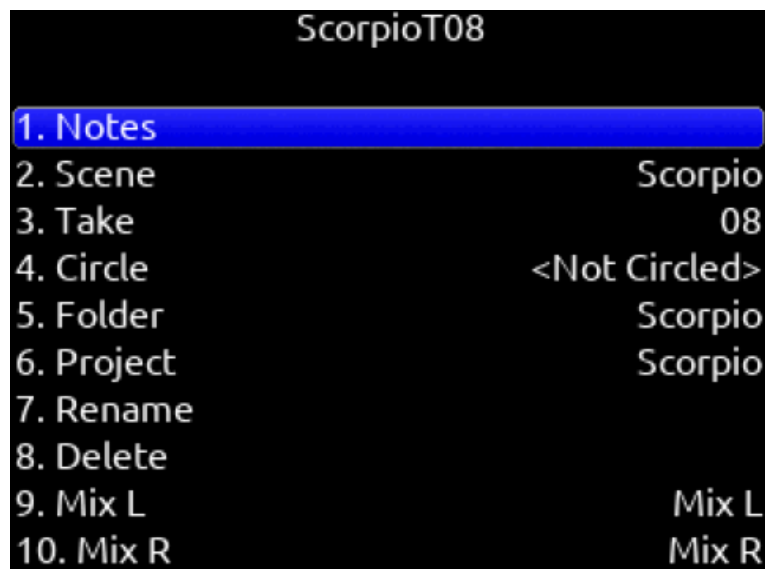 ScorpioT08
1. Notes
2. Scene Scorpio
3. Take 08
4. Circle <Not Circled>
5. Folder Scorpio
6. Project Scorpio
7. Rename
8. Delete
9. Mix L Mix L
10. Mix R Mix R